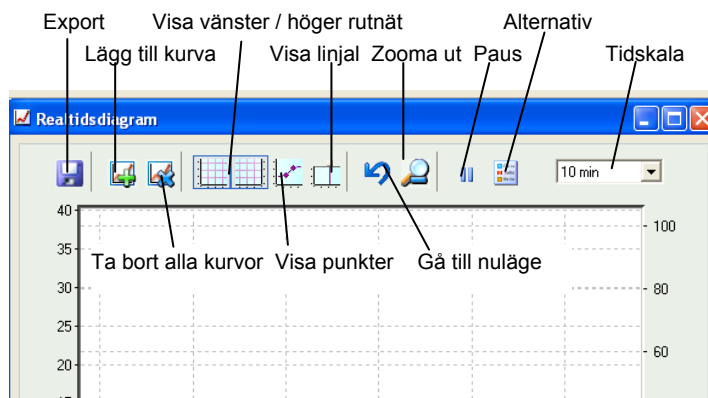 Export Visa vänster / höger rutnät Alternativ
Lägg till kurva Visa linjal Zooma ut Paus Tidskala
Realtidsdiagram
10 min
40
100
35
Ta bort alla kurvor Visa punkter Gå till nuläge
30
80
25
60
20